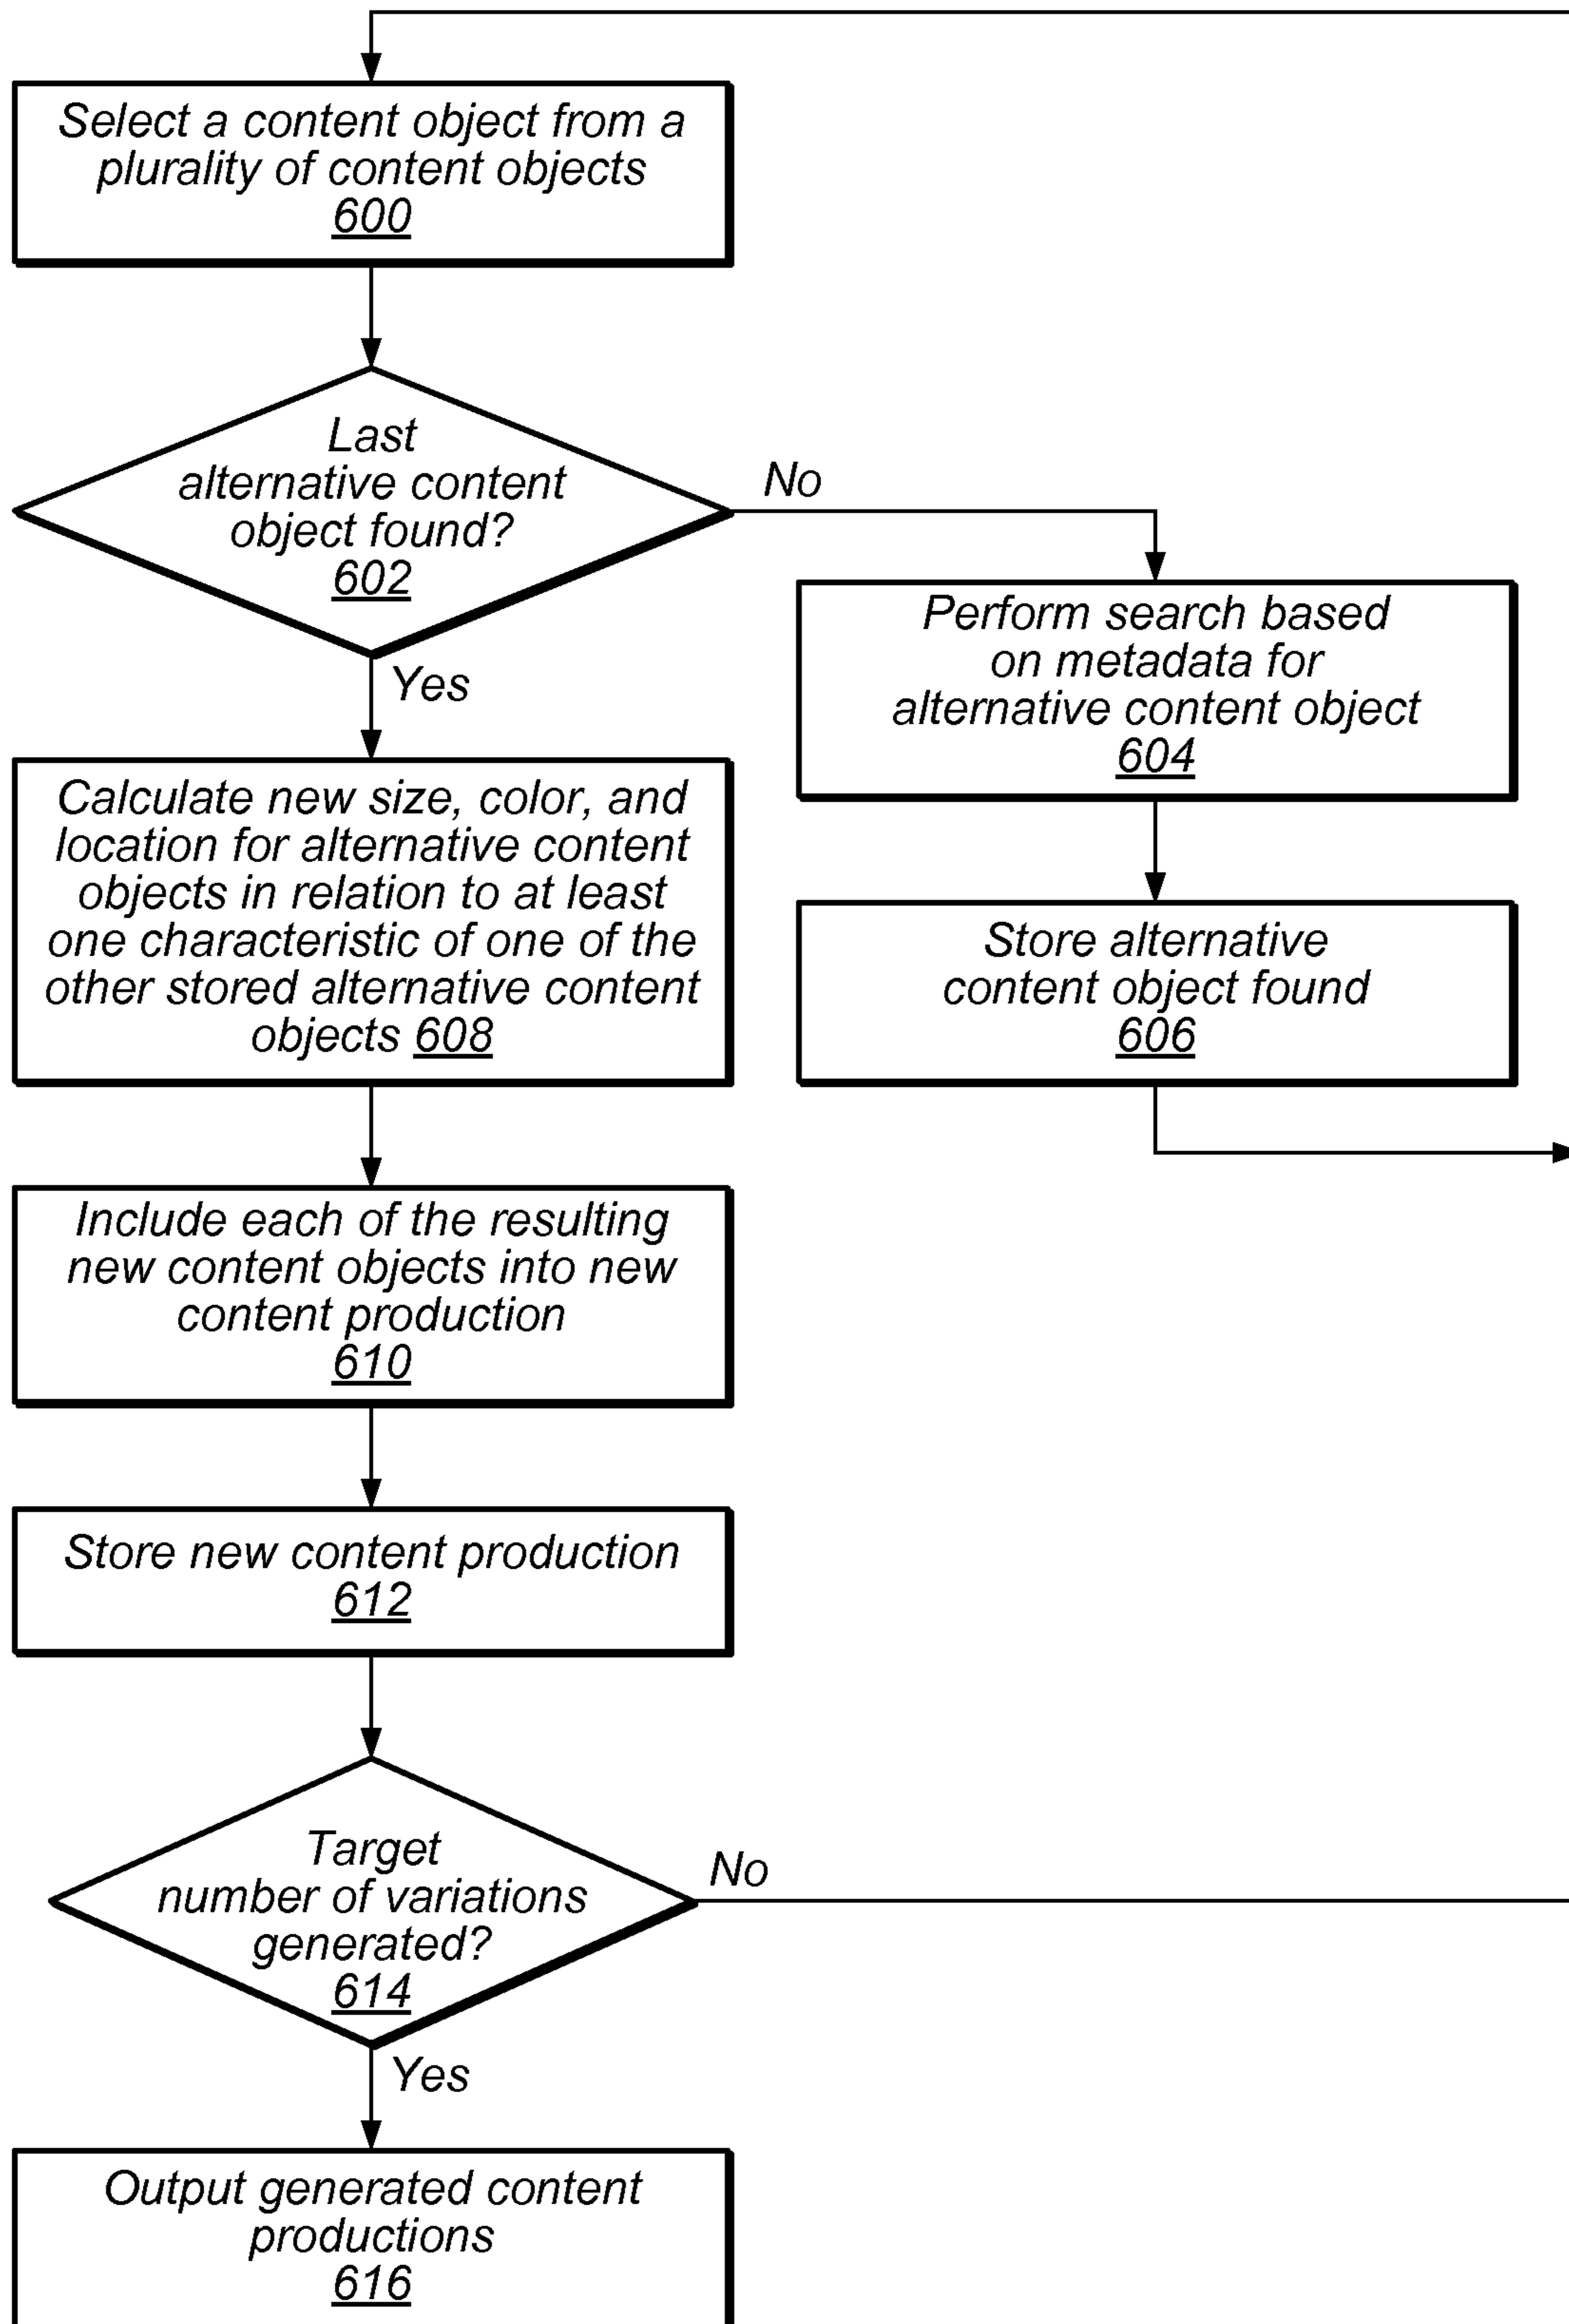 Select a content object from a
plurality of content objects
600
Last
alternative content
object found?
602
No
Yes
Perform search based
on metadata for
alternative content object
604
Store alternative
content object found
606
Calculate new size, color, and
location for alternative content
objects in relation to at least
one characteristic of one of the
other stored alternative content
objects 608
Include each of the resulting
new content objects into new
content production
610
Store new content production
612
Target
number of variations
generated?
614
No
Yes
Output generated content
productions
616